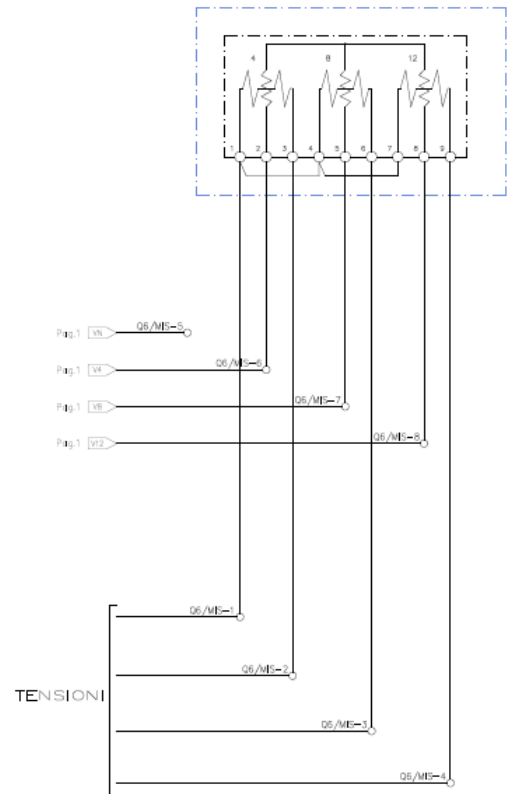 4 8 12
1 2 3 4 5 6 7 8 9
Pag.1 VN Q6/MIS-5
Pag.1 V4 Q6/MIS-6
Pag.1 V8 Q6/MIS-7
Pag.1 V12 Q6/MIS-8
Q6/MIS-1
Q6/MIS-2
TENSIONI
Q6/MIS-3
Q6/MIS-4